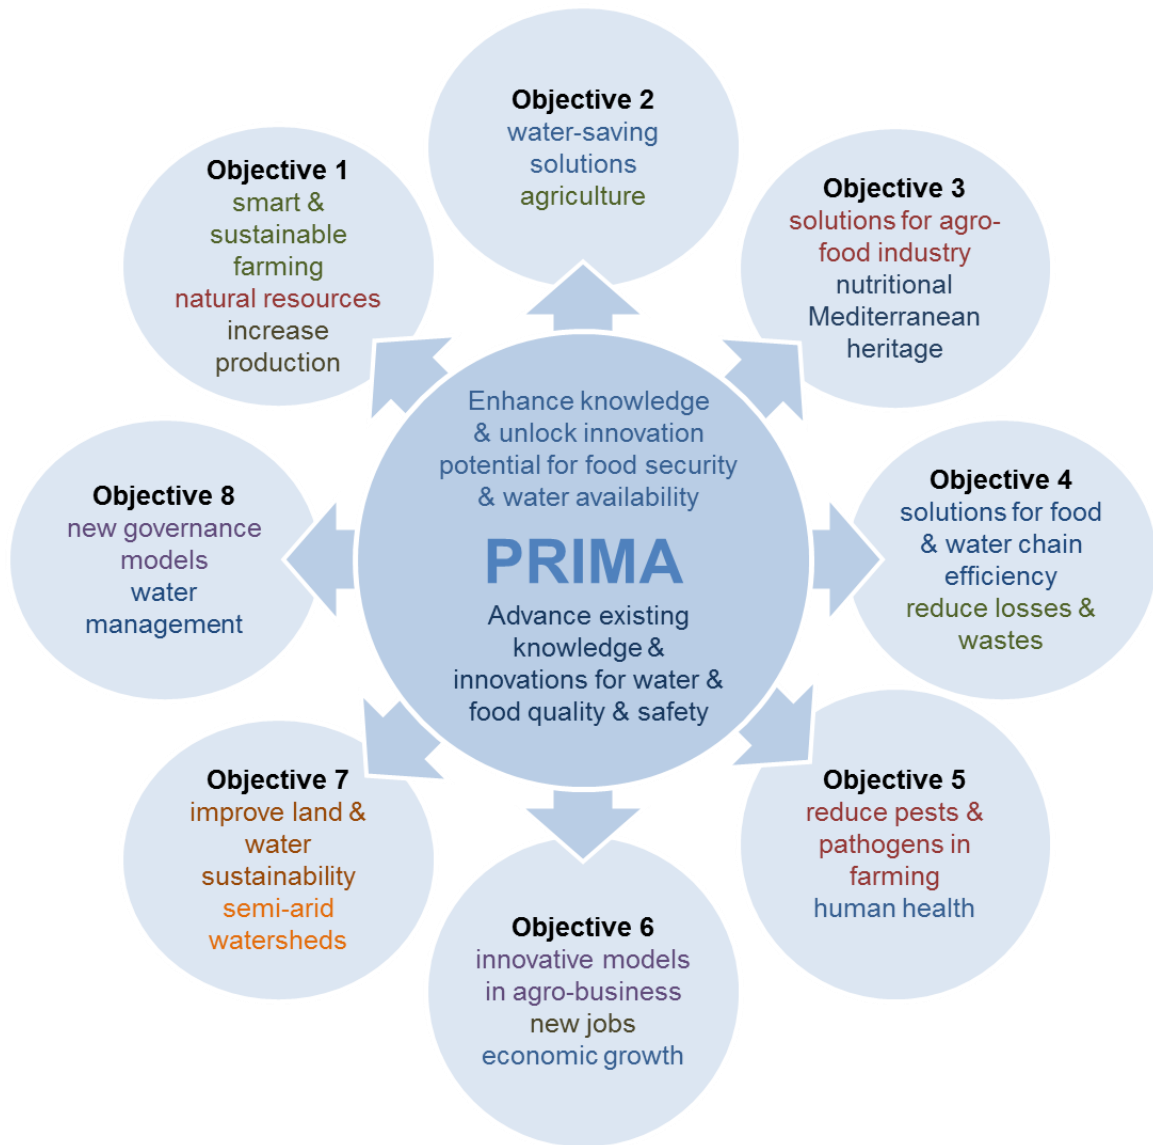 Objective 1
smart &
sustainable
farming
natural resources
increase
production
Objective 2
water-saving
solutions
agriculture
Objective 3
solutions for agro-
food industry
nutritional
Mediterranean
heritage
Objective 4
solutions for food
& water chain
efficiency
reduce losses &
wastes
Objective 5
reduce pests &
pathogens in
farming
human health
Objective 6
innovative models
in agro-business
new jobs
economic growth
Objective 7
improve land &
water
sustainability
semi-arid
watersheds
Objective 8
new governance
models
water
management
Enhance knowledge
& unlock innovation
potential for food security
& water availability
PRIMA
Advance existing
knowledge &
innovations for water &
food quality & safety